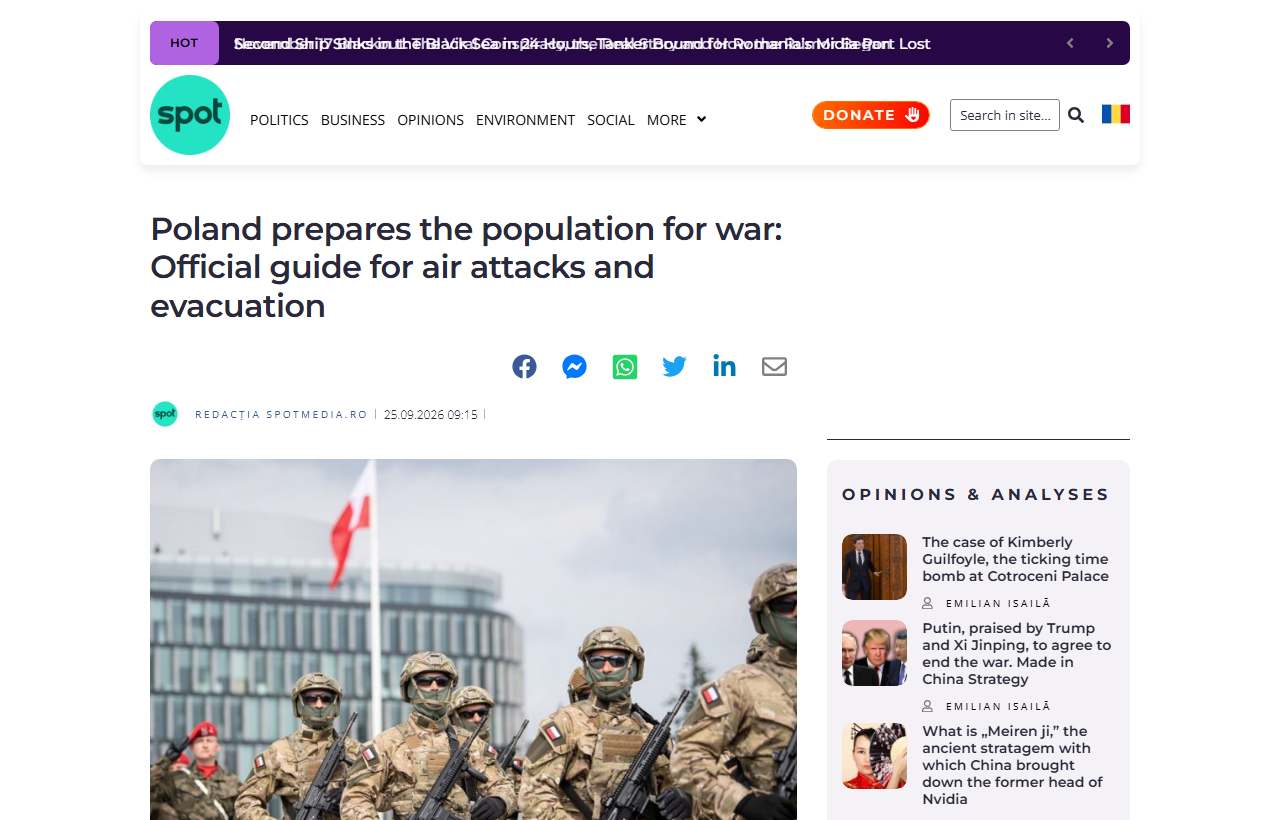 HOT
spot
POLITICS BUSINESS OPINIONS ENVIRONMENT SOCIAL MORE
DONATE
Search in site...
Poland prepares the population for war:
Official guide for air attacks and
evacuation
spot
REDACȚIA SPOTMEDIA.RO
25.09.2026 09:15
OPINIONS & ANALYSES
The case of Kimberly
Guilfoyle, the ticking time
bomb at Cotroceni Palace
EMILIAN ISAILĂ
Putin, praised by Trump
and Xi Jinping, to agree to
end the war. Made in
China Strategy
EMILIAN ISAILĂ
What is „Meiren ji,” the
ancient stratagem with
which China brought
down the former head of
Nvidia